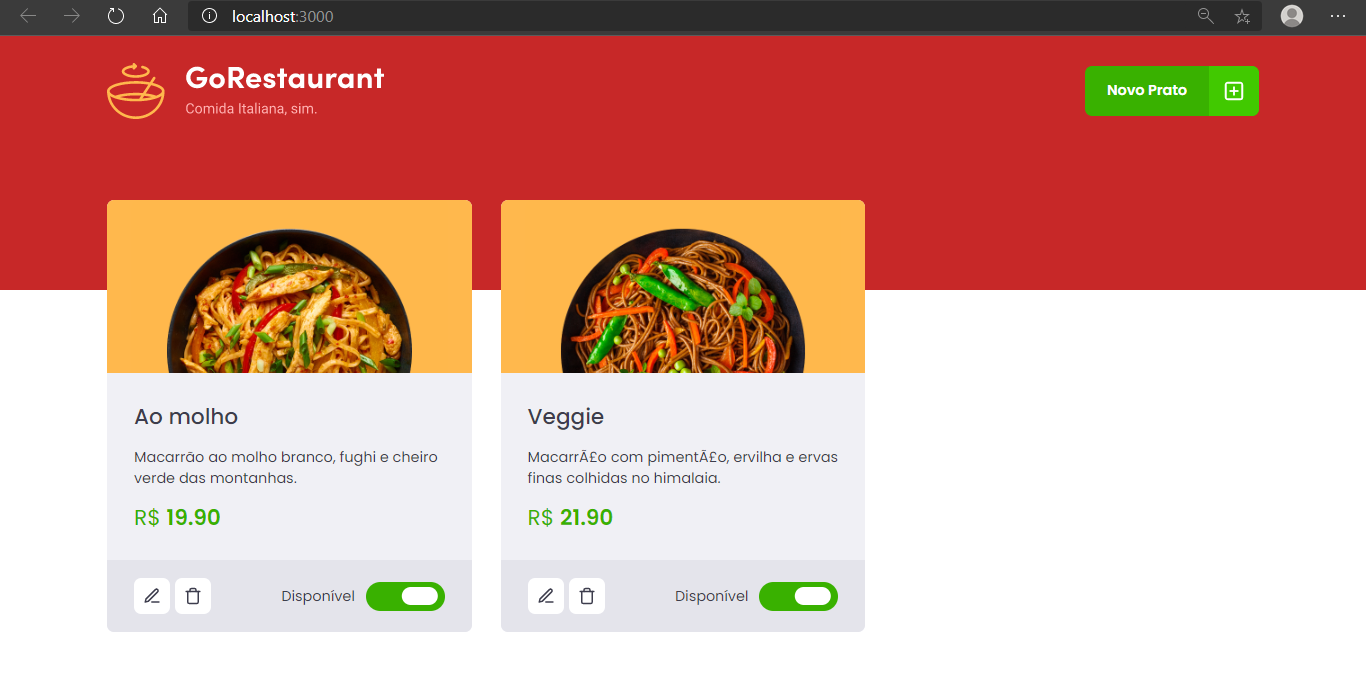 localhost:3000
GoRestaurant
Comida Italiana, sim.
Novo Prato
Ao molho
Macarrão ao molho branco, fughi e cheiro
verde das montanhas.
R$ 19.90
Disponível
Veggie
MacarrÃ£o com pimentÃ£o, ervilha e ervas
finas colhidas no himalaia.
R$ 21.90
Disponível